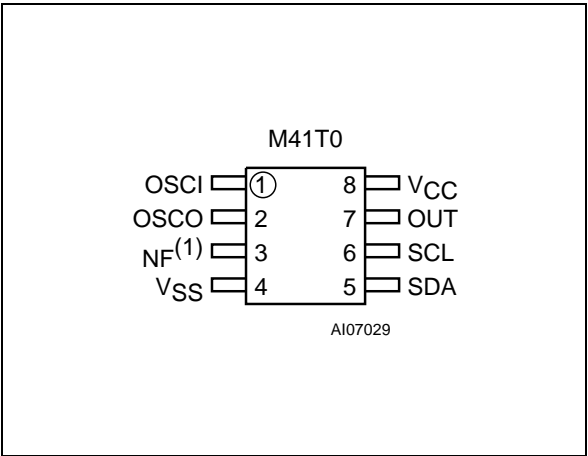 M41T0
OSCI 1 8 VCC
OSCO 2 7 OUT
NF(1) 3 6 SCL
VSS 4 5 SDA
AI07029